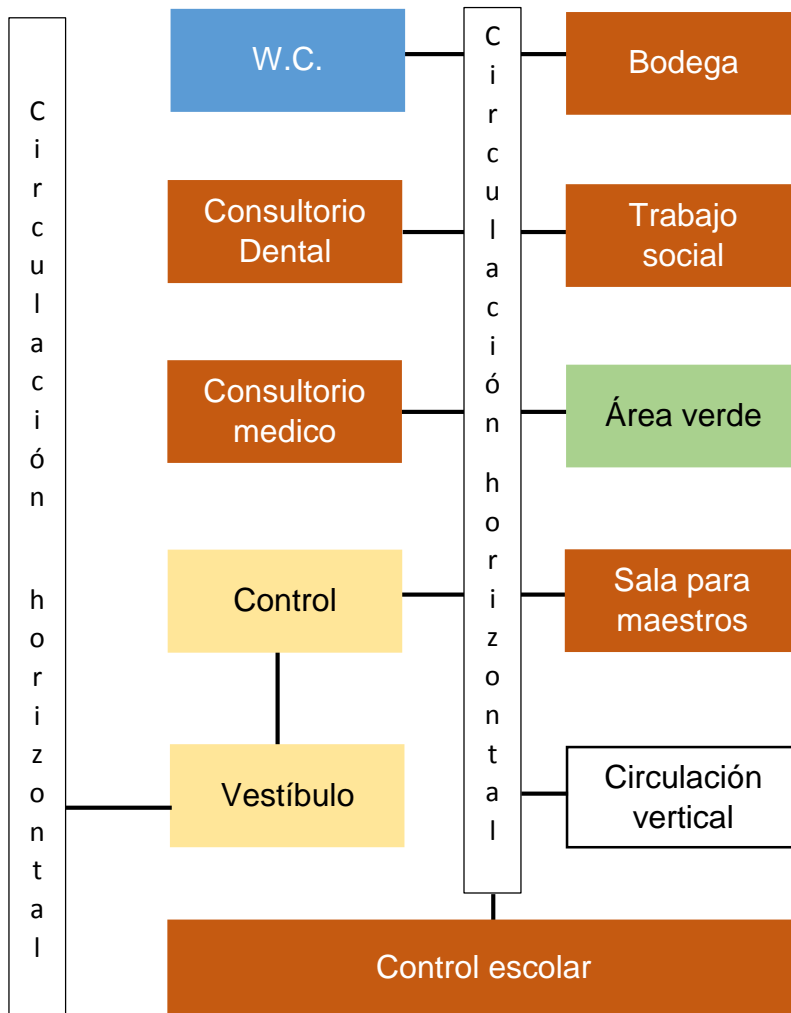 Circulación horizontal
W.C.
Circulación horizontal
Bodega
Consultorio
Dental
Trabajo
social
Consultorio
medico
Área verde
Control
Sala para
maestros
Vestíbulo
Circulación
vertical
Control escolar